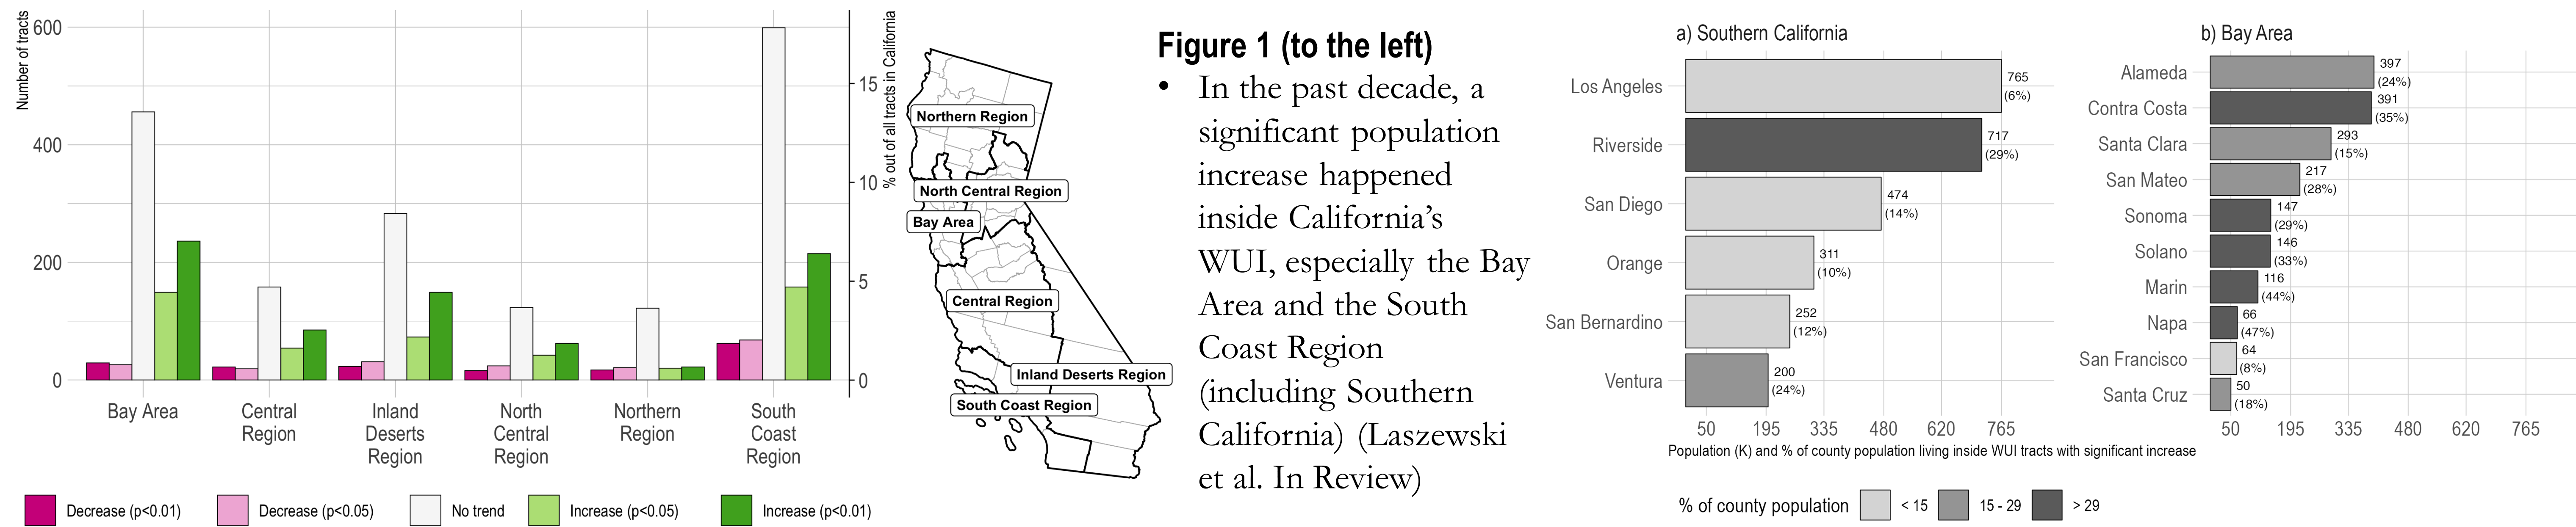 Number of tracts
600
400
200
0
% out of all tracts in California
15
10
5
0
Bay Area
Central
Region
Inland
Deserts
Region
North
Central
Region
Northern
Region
South
Coast
Region
Decrease (p<0.01)
Decrease (p<0.05)
No trend
Increase (p<0.05)
Increase (p<0.01)
Northern Region
North Central Region
Bay Area
Central Region
Inland Deserts Region
South Coast Region
Figure 1 (to the left)
• In the past decade, a
significant population
increase happened
inside California’s
WUI, especially the Bay
Area and the South
Coast Region
(including Southern
California) (Laszewski
et al. In Review)
a) Southern California
Los Angeles
765
(6%)
Riverside
717
(29%)
San Diego
474
(14%)
Orange
311
(10%)
San Bernardino
252
(12%)
Ventura
200
(24%)
50 195 335 480 620 765
b) Bay Area
Alameda
397
(24%)
Contra Costa
391
(35%)
Santa Clara
293
(15%)
San Mateo
217
(28%)
Sonoma
147
(29%)
Solano
146
(33%)
Marin
116
(44%)
Napa
66
(47%)
San Francisco
64
(8%)
Santa Cruz
50
(18%)
50 195 335 480 620 765
Population (K) and % of county population living inside WUI tracts with significant increase
% of county population
< 15
15 - 29
> 29